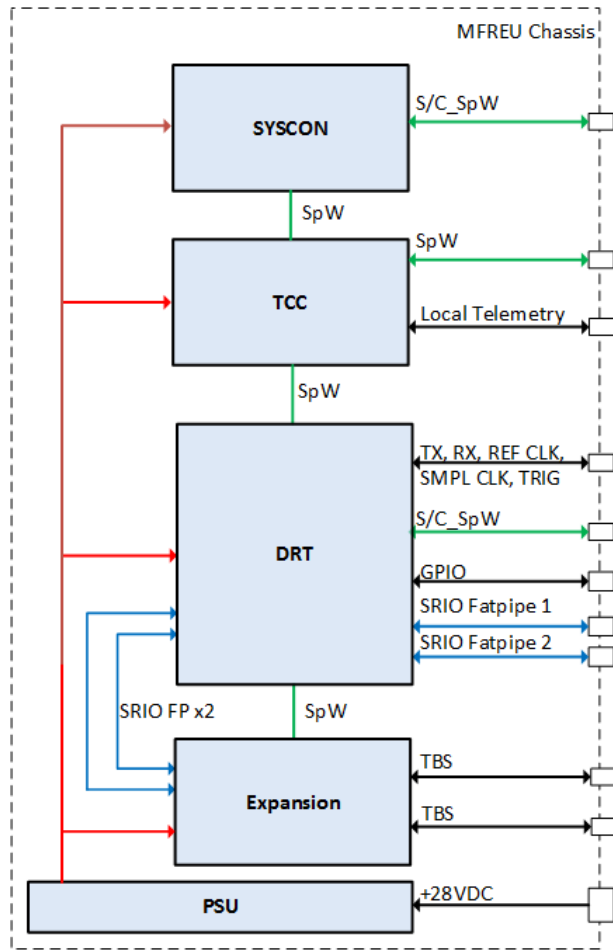 MFREU Chassis
S/C_SpW
SYSCON
SpW
SpW
TCC
Local Telemetry
SpW
TX, RX, REF CLK,
SMPL CLK, TRIG
S/C_SpW
DRT
GPIO
SRIO Fatpipe 1
SRIO Fatpipe 2
SRIO FP x2
SpW
TBS
Expansion
TBS
+28VDC
PSU